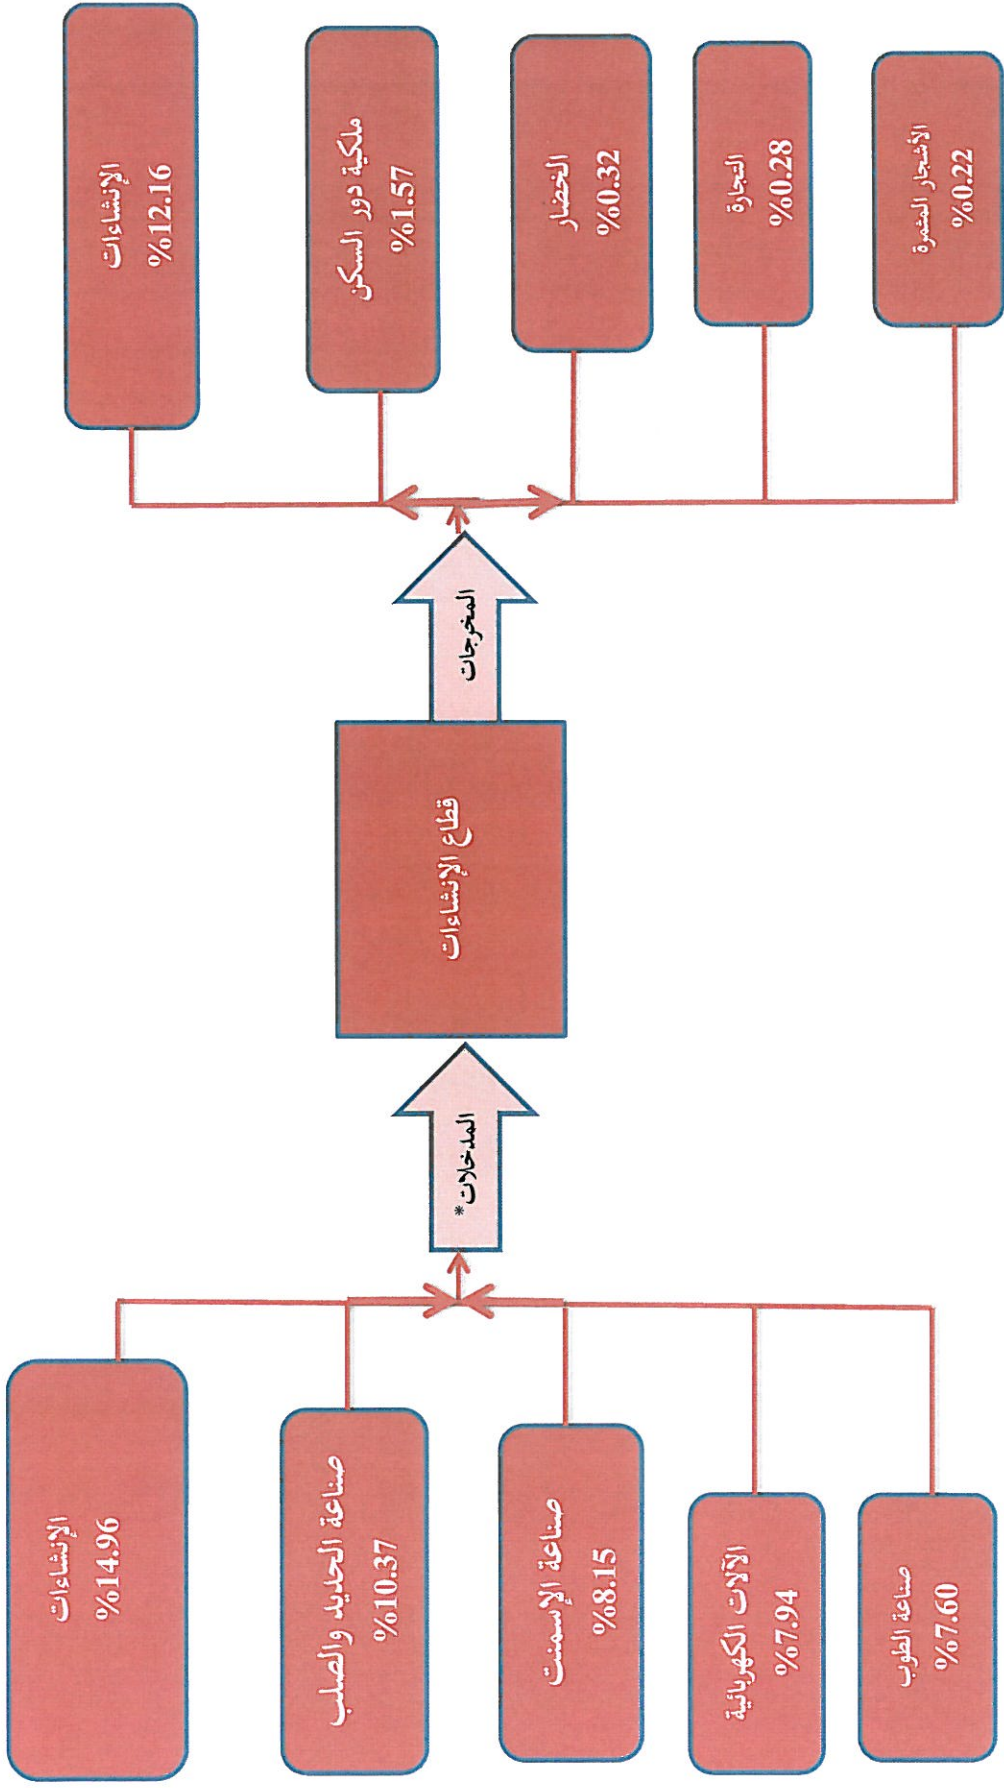 الإنشاءات
%14.96
صناعة الحديد والصلب
%10.37
صناعة الإسمنت
%8.15
الآلات الكهربائية
%7.94
صناعة الطوب
%7.60
المدخلات*
قطاع الإنشاءات
المخرجات
الإنشاءات
%12.16
ملكية دور السكن
%1.57
الخضار
%0.32
التجارة
%0.28
الأشجار المثمرة
%0.22